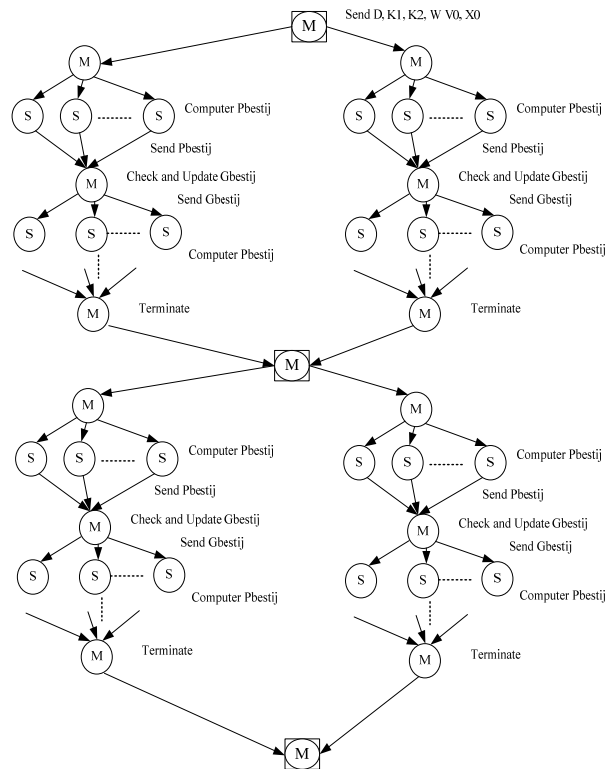 Send D, K1, K2, W V0, X0
M
M
M
S
S
S
Computer Pbestij
S
S
S
Computer Pbestij
Send Pbestij
Send Pbestij
M
Check and Update Gbestij
M
Check and Update Gbestij
Send Gbestij
Send Gbestij
S
S
S
S
S
S
Computer Pbestij
Computer Pbestij
M
Terminate
M
Terminate
M
M
M
S
S
S
Computer Pbestij
S
S
S
Computer Pbestij
Send Pbestij
Send Pbestij
M
Check and Update Gbestij
M
Check and Update Gbestij
Send Gbestij
Send Gbestij
S
S
S
S
S
S
Computer Pbestij
Computer Pbestij
M
Terminate
M
Terminate
M